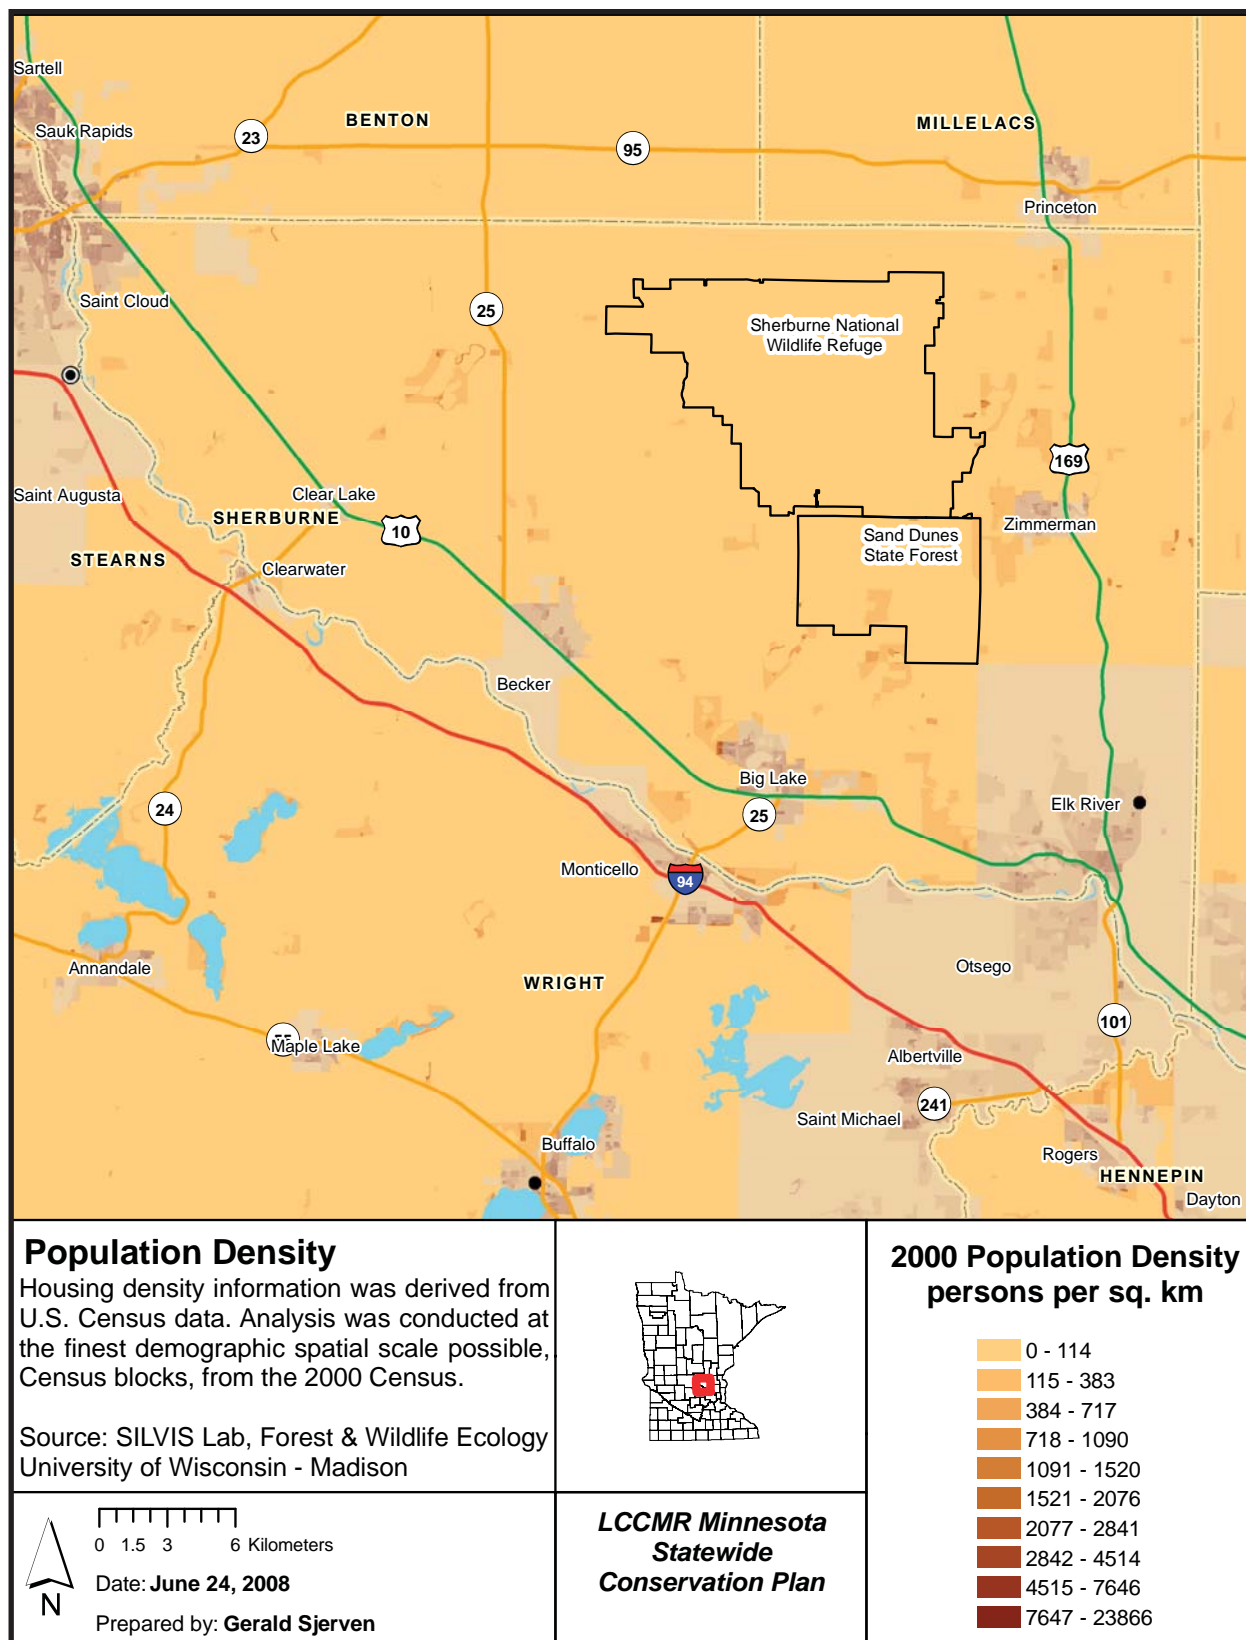 Sartell
Sauk Rapids
BENTON
MILLE LACS
23
95
Princeton
Saint Cloud
25
Sherburne National
Wildlife Refuge
169
Saint Augusta
Clear Lake
SHERBURNE
10
Zimmerman
Sand Dunes
State Forest
STEARNS
Clearwater
Becker
Big Lake
24
25
Elk River
Monticello
94
Annandale
WRIGHT
Otsego
101
Maple Lake
Albertville
241
Saint Michael
Buffalo
Rogers
HENNEPIN
Dayton
Population Density
Housing density information was derived from
U.S. Census data. Analysis was conducted at
the finest demographic spatial scale possible,
Census blocks, from the 2000 Census.
Source: SILVIS Lab, Forest & Wildlife Ecology
University of Wisconsin - Madison
0 1.5 3 6 Kilometers
N
Date: June 24, 2008
Prepared by: Gerald Sjerven
LCCMR Minnesota
Statewide
Conservation Plan
2000 Population Density
persons per sq. km
0 - 114
115 - 383
384 - 717
718 - 1090
1091 - 1520
1521 - 2076
2077 - 2841
2842 - 4514
4515 - 7646
7647 - 23866